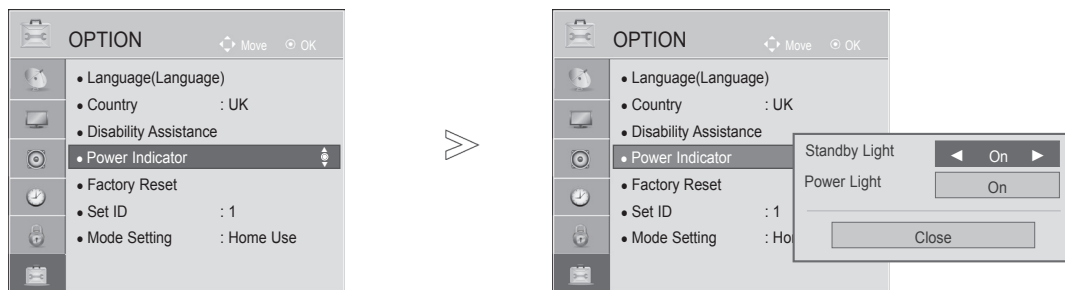 OPTION
Move OK
• Language(Language)
• Country : UK
• Disability Assistance
• Power Indicator
• Factory Reset
• Set ID : 1
• Mode Setting : Home Use
OPTION
Move OK
• Language(Language)
• Country : UK
• Disability Assistance
• Power Indicator
• Factory Reset
• Set ID : 1
• Mode Setting : Ho
Standby Light ◄ On ►
Power Light On
Close